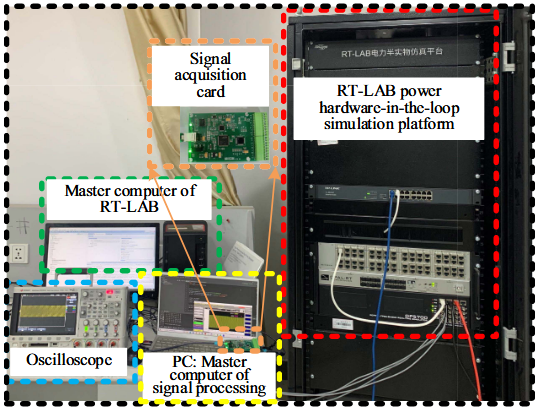 Signal
acquisition
card
RT-LAB电力半实物仿真平台
RT-LAB power
hardware-in-the-loop
simulation platform
Master computer of
RT-LAB
Oscilloscope
PC: Master
computer of
signal processing